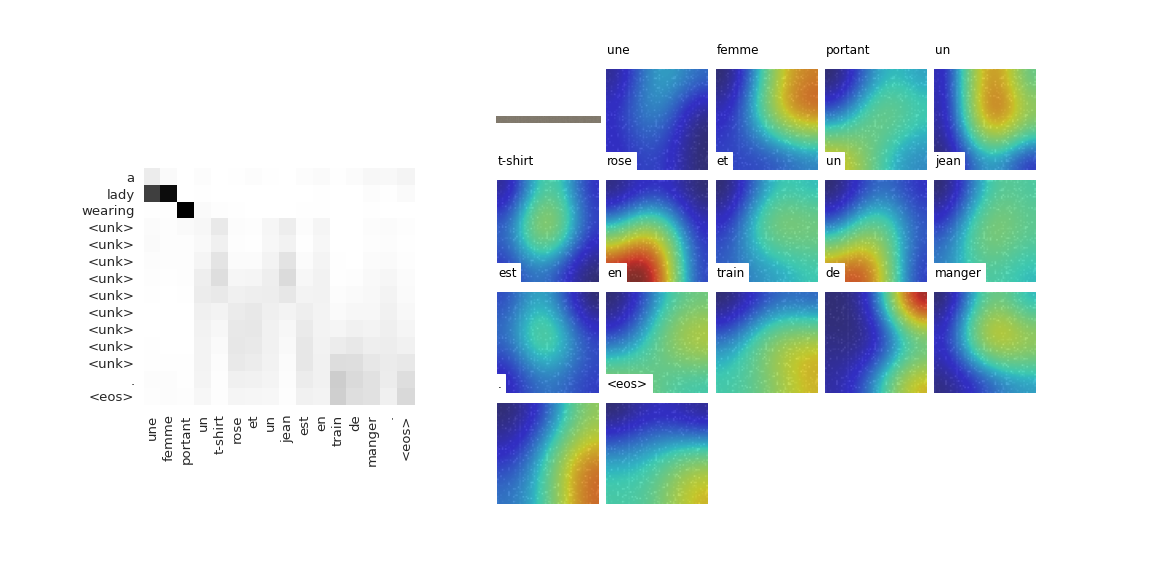 une femme portant un
t-shirt rose et un jean
est en train de manger
. <eos>
a
lady
wearing
<unk>
<unk>
<unk>
<unk>
<unk>
<unk>
<unk>
<unk>
<unk>
.
<eos>
une femme portant un t-shirt rose et un jean est en train de manger . <eos>